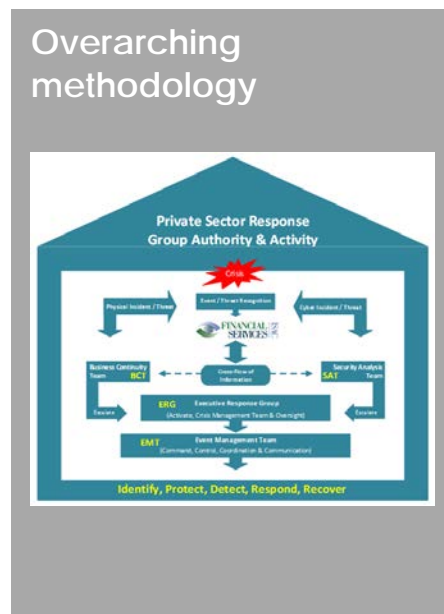 Overarching
methodology
Private Sector Response
Group Authority & Activity
Crisis
Physical Incident / Threat
Event / Threat Recognition
Cyber Incident / Threat
FINANCIAL
SERVICES
Business Continuity
Team BCT
Cross-Flow of
Information
Security Analysis
SAT Team
Escalate
ERG Executive Response Group
(Activate, Crisis Management Team & Oversight)
Escalate
EMT Event Management Team
(Command, Control, Coordination & Communication)
Identify, Protect, Detect, Respond, Recover